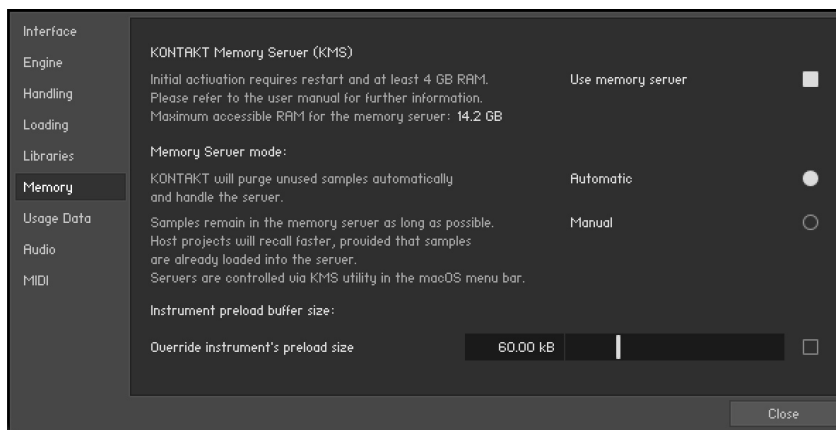 Interface
Engine
Handling
Loading
Libraries
Memory
Usage Data
Audio
MIDI
KONTAKT Memory Server (KMS)
Initial activation requires restart and at least 4 GB RAM.
Please refer to the user manual for further information.
Maximum accessible RAM for the memory server: 14.2 GB
Use memory server
Memory Server mode:
KONTAKT will purge unused samples automatically
and handle the server.
Automatic
Samples remain in the memory server as long as possible.
Host projects will recall faster, provided that samples
are already loaded into the server.
Servers are controlled via KMS utility in the macOS menu bar.
Manual
Instrument preload buffer size:
Override instrument's preload size
60.00 kB
Close